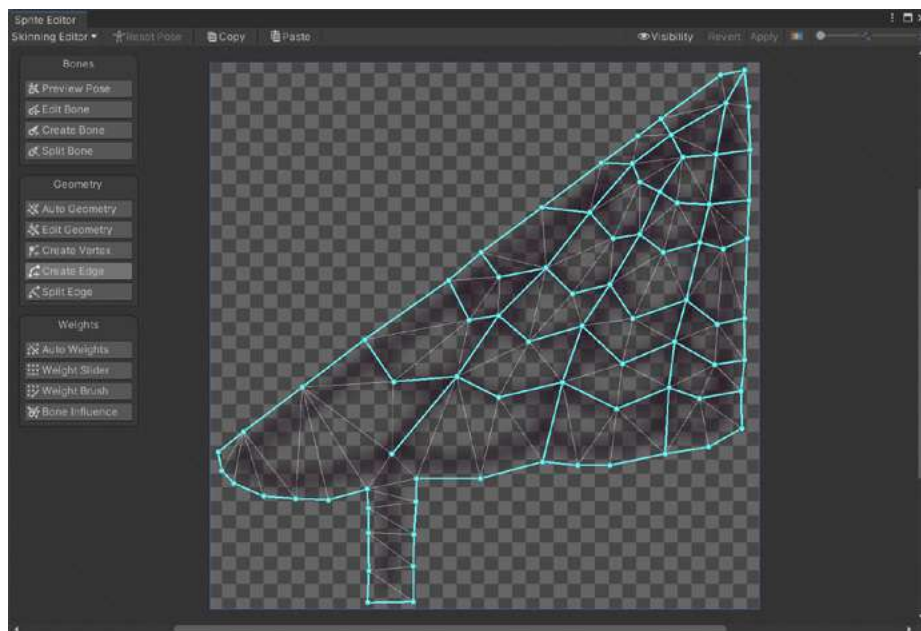 Sprite Editor
Skinning Editor Reset Pose Copy Paste Visibility Revert Apply
Bones
Preview Pose
Edit Bone
Create Bone
Split Bone
Geometry
Auto Geometry
Edit Geometry
Create Vertex
Create Edge
Split Edge
Weights
Auto Weights
Weight Slider
Weight Brush
Bone Influence